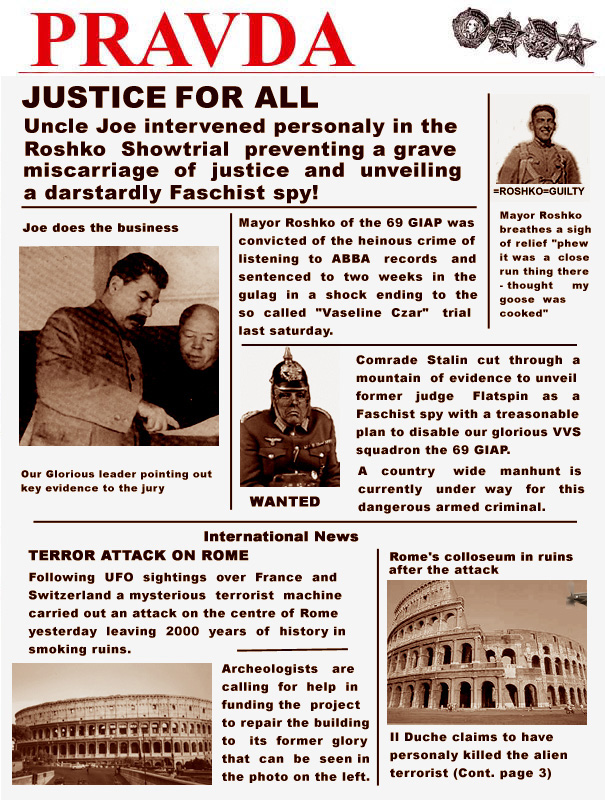 PRAVDA
JUSTICE FOR ALL
Uncle Joe intervened personaly in the
Roshko Showtrial preventing a grave
miscarriage of justice and unveiling
a darstardly Faschist spy!
=ROSHKO=GUILTY
Mayor Roshko
breathes a sigh
of relief "phew
it was a close
run thing there
- thought my
goose was
cooked"
Joe does the business
Our Glorious leader pointing out
key evidence to the jury
Mayor Roshko of the 69 GIAP was
convicted of the heinous crime of
listening to ABBA records and
sentenced to two weeks in the
gulag in a shock ending to the
so called "Vaseline Czar" trial
last saturday.
WANTED
Comrade Stalin cut through a
mountain of evidence to unveil
former judge Flatspin as a
Faschist spy with a treasonable
plan to disable our glorious VVS
squadron the 69 GIAP.
A country wide manhunt is
currently under way for this
dangerous armed criminal.
International News
TERROR ATTACK ON ROME
Following UFO sightings over France and
Switzerland a mysterious terrorist machine
carried out an attack on the centre of Rome
yesterday leaving 2000 years of history in
smoking ruins.
Archeologists are
calling for help in
funding the project
to repair the building
to its former glory
that can be seen in
the photo on the left.
Rome's colloseum in ruins
after the attack
Il Duche claims to have
personaly killed the alien
terrorist (Cont. page 3)